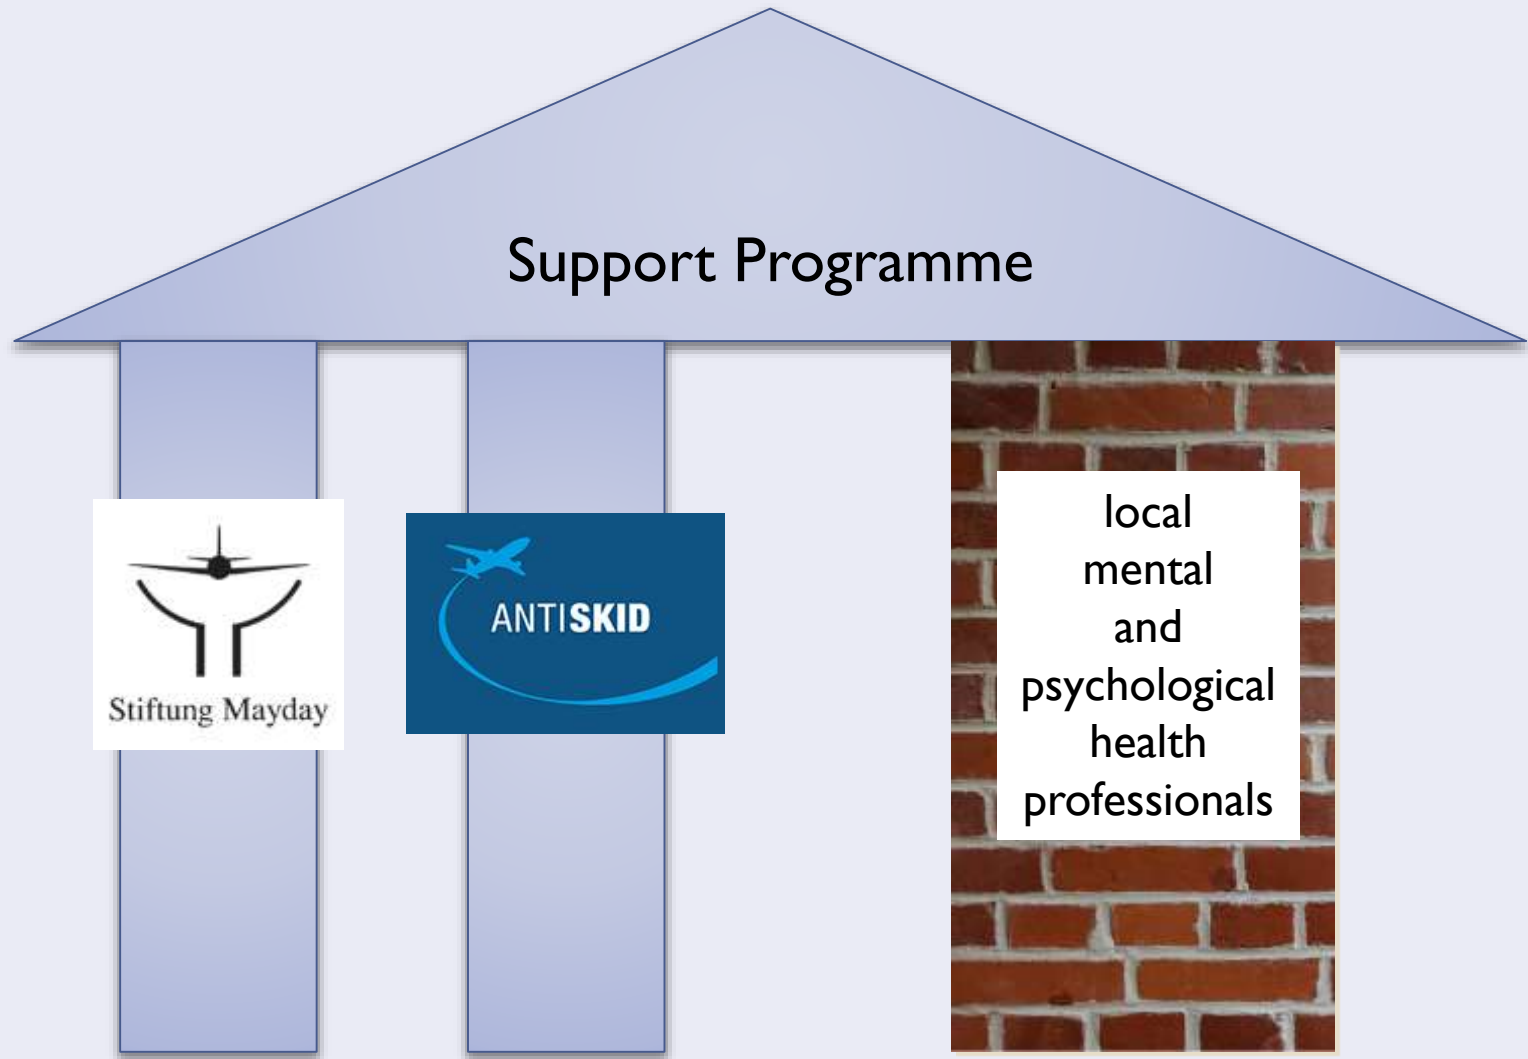 Support Programme
Stiftung Mayday
ANTISKID
local
mental
and
psychological
health
professionals